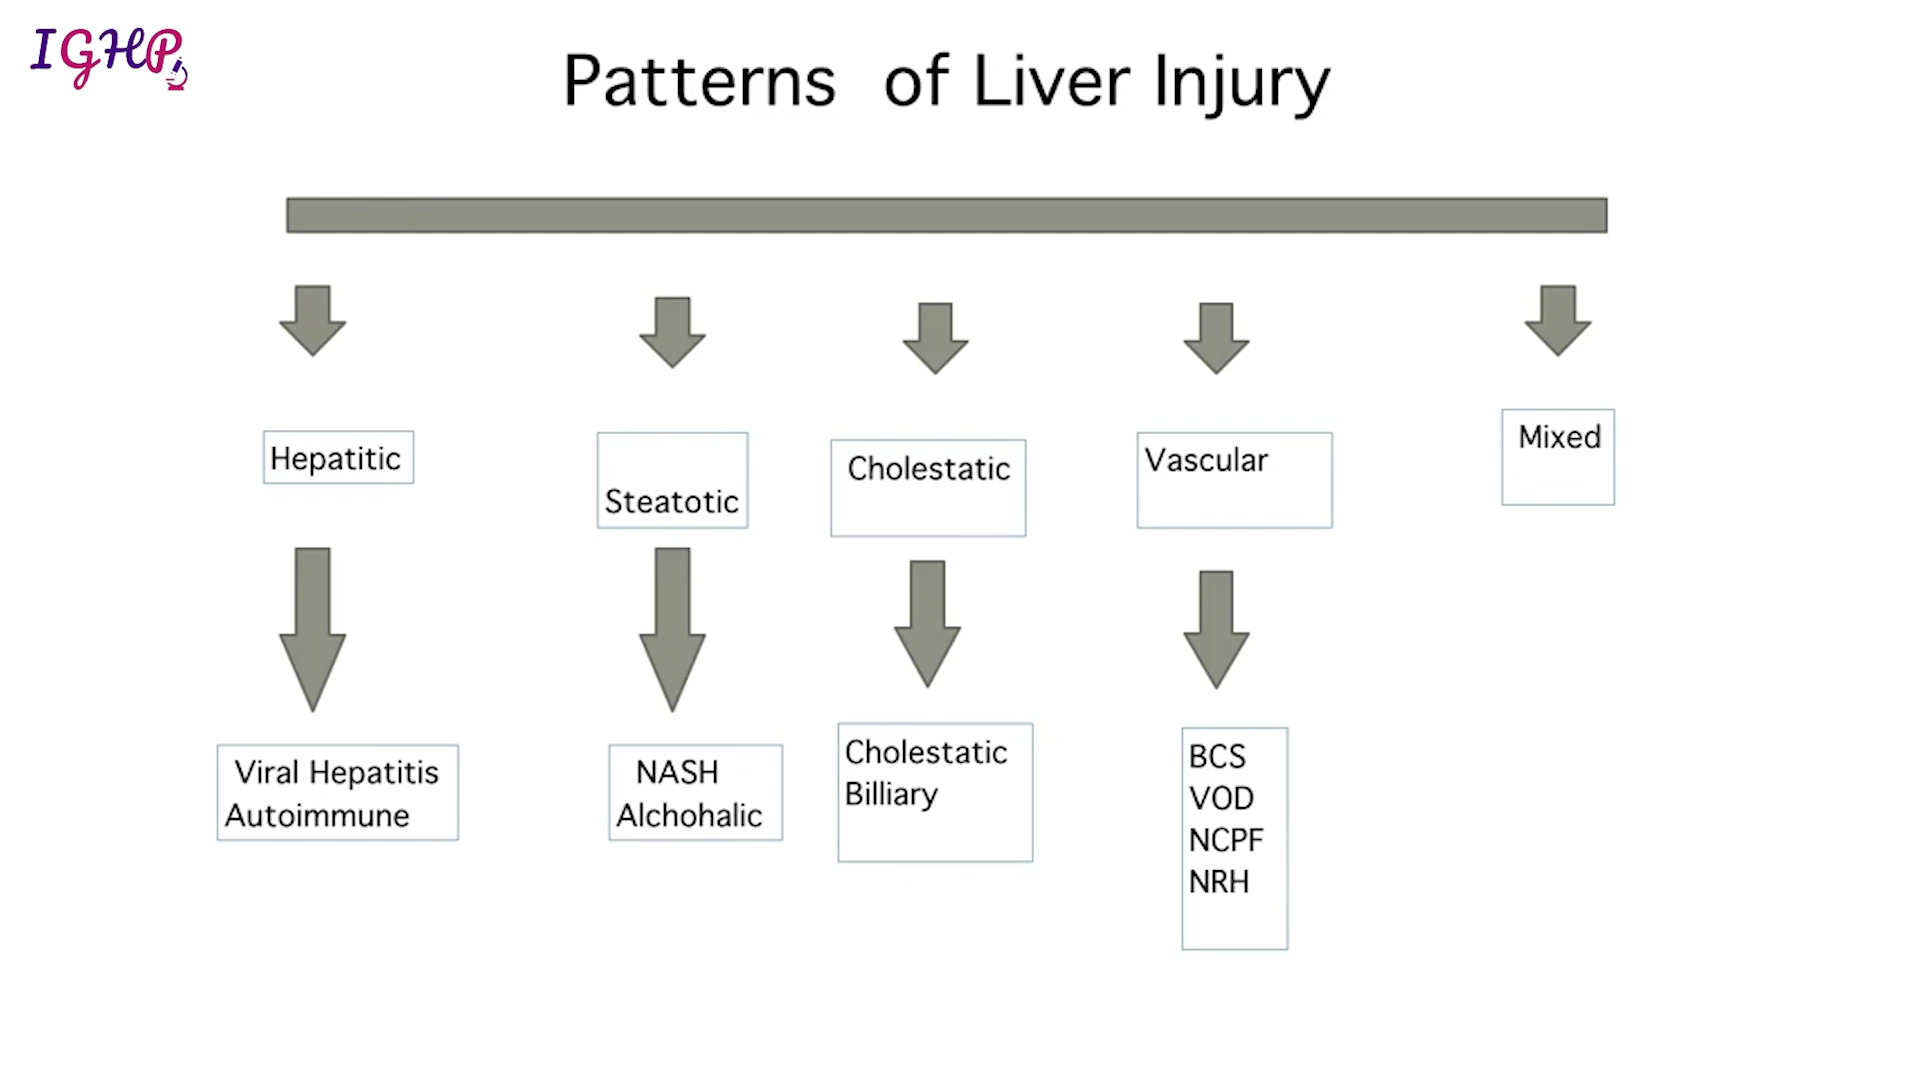 IGHP
Patterns of Liver Injury
Hepatitic
Steatotic
Cholestatic
Vascular
Mixed
Viral Hepatitis
Autoimmune
NASH
Alchohalic
Cholestatic
Billiary
BCS
VOD
NCPF
NRH